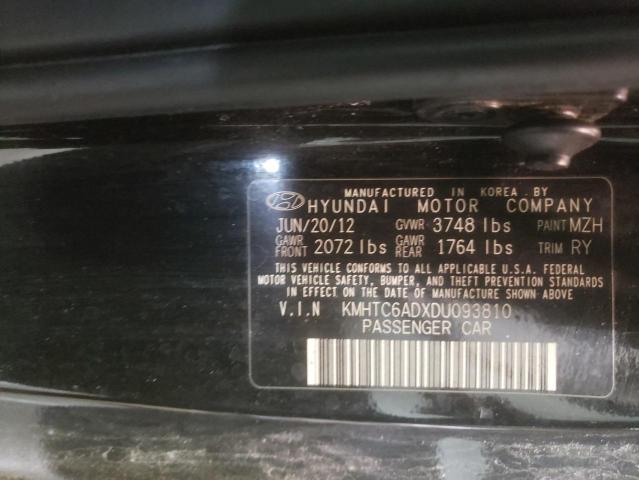 MANUFACTURED IN KOREA BY
HYUNDAI MOTOR COMPANY
JUN/20/12 GVWR 3748 lbs PAINT MZH
GAWR FRONT 2072 lbs GAWR REAR 1764 lbs TRIM RY
THIS VEHICLE CONFORMS TO ALL APPLICABLE U.S.A. FEDERAL
MOTOR VEHICLE SAFETY, BUMPER, AND THEFT PREVENTION STANDARDS
IN EFFECT ON THE DATE OF MANUFACTURE SHOWN ABOVE
V.I.N KMHTC6ADXDU093810
PASSENGER CAR